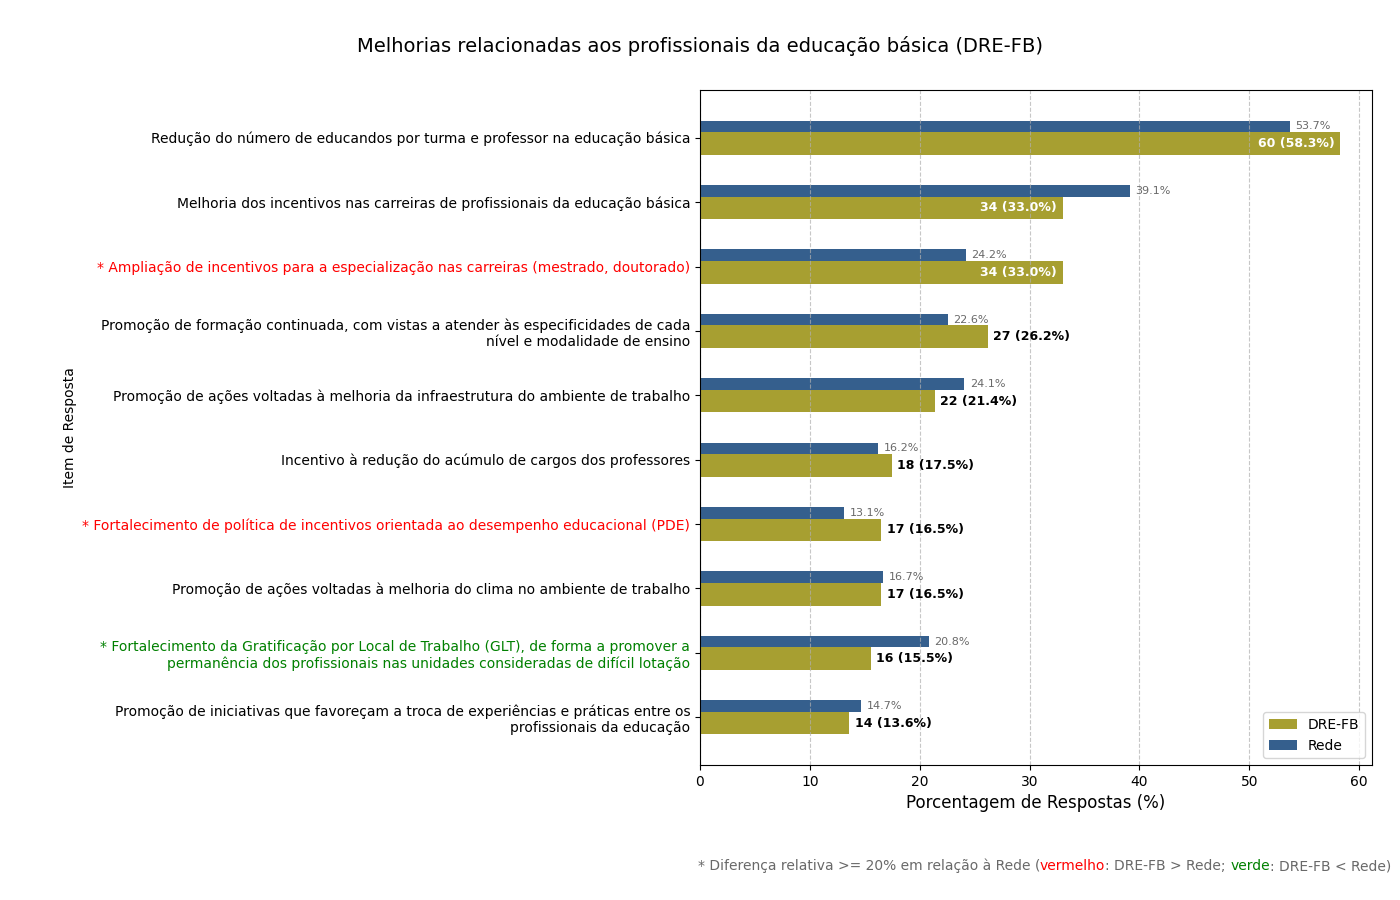 Melhorias relacionadas aos profissionais da educação básica (DRE-FB)
Item de Resposta
Redução do número de educandos por turma e professor na educação básica
53.7%
60 (58.3%)
Melhoria dos incentivos nas carreiras de profissionais da educação básica
39.1%
34 (33.0%)
* Ampliação de incentivos para a especialização nas carreiras (mestrado, doutorado)
24.2%
34 (33.0%)
Promoção de formação continuada, com vistas a atender às especificidades de cada
nível e modalidade de ensino
22.6%
27 (26.2%)
Promoção de ações voltadas à melhoria da infraestrutura do ambiente de trabalho
24.1%
22 (21.4%)
Incentivo à redução do acúmulo de cargos dos professores
16.2%
18 (17.5%)
* Fortalecimento de política de incentivos orientada ao desempenho educacional (PDE)
13.1%
17 (16.5%)
Promoção de ações voltadas à melhoria do clima no ambiente de trabalho
16.7%
17 (16.5%)
* Fortalecimento da Gratificação por Local de Trabalho (GLT), de forma a promover a
permanência dos profissionais nas unidades consideradas de difícil lotação
20.8%
16 (15.5%)
Promoção de iniciativas que favoreçam a troca de experiências e práticas entre os
profissionais da educação
14.7%
14 (13.6%)
DRE-FB
Rede
0 10 20 30 40 50 60
Porcentagem de Respostas (%)
* Diferença relativa >= 20% em relação à Rede (vermelho: DRE-FB > Rede; verde: DRE-FB < Rede)